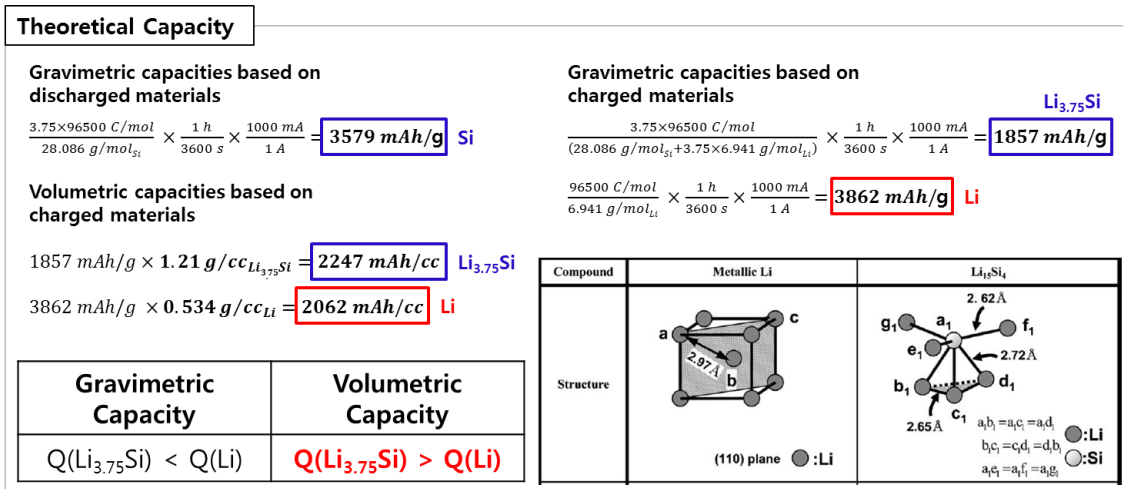 Theoretical Capacity
Gravimetric capacities based on
discharged materials
3.75×96500 C/mol / 28.086 g/mol_Si × 1 h / 3600 s × 1000 mA / 1 A = 3579 mAh/g Si
Volumetric capacities based on
charged materials
1857 mAh/g × 1.21 g/cc_Li3.75Si = 2247 mAh/cc Li3.75Si
3862 mAh/g × 0.534 g/cc_Li = 2062 mAh/cc Li
Gravimetric
Capacity
Volumetric
Capacity
Q(Li3.75Si) < Q(Li)
Q(Li3.75Si) > Q(Li)
Gravimetric capacities based on
charged materials
Li3.75Si
3.75×96500 C/mol / (28.086 g/mol_Si+3.75×6.941 g/mol_Li) × 1 h / 3600 s × 1000 mA / 1 A = 1857 mAh/g
96500 C/mol / 6.941 g/mol_Li × 1 h / 3600 s × 1000 mA / 1 A = 3862 mAh/g Li
Compound
Metallic Li
Li15Si4
Structure
a
c
2.97Å
b
(110) plane :Li
2.62Å
g1
a1
f1
e1
2.72Å
b1
d1
c1
2.65Å
a1b1=a1c1=a1d1
b1c1=c1d1=d1b1
a1e1=a1f1=a1g1
:Li
:Si